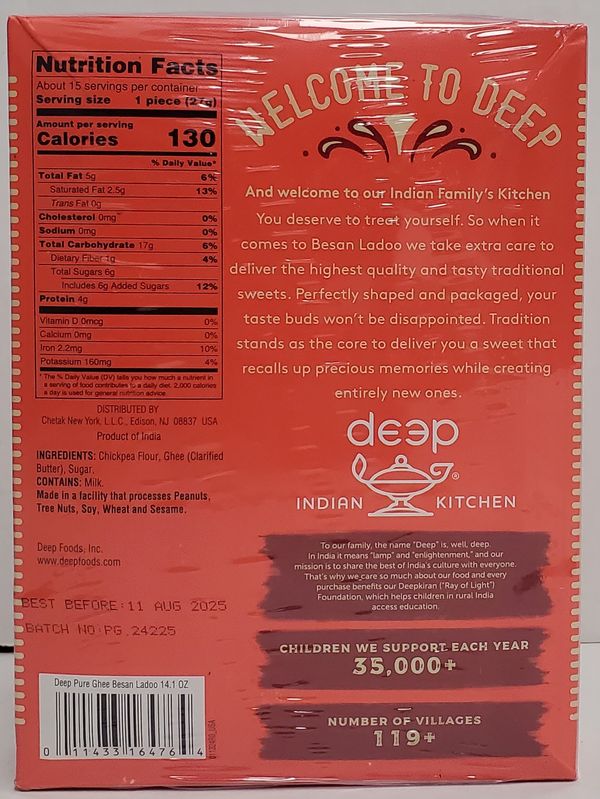 Nutrition Facts
About 15 servings per container
Serving size 1 piece (27g)
Amount per serving
Calories 130
% Daily Value*
Total Fat 5g 6%
Saturated Fat 2.5g 13%
Trans Fat 0g
Cholesterol 0mg 0%
Sodium 0mg 0%
Total Carbohydrate 17g 6%
Dietary Fiber 1g 4%
Total Sugars 6g
Includes 6g Added Sugars 12%
Protein 4g
Vitamin D 0mcg 0%
Calcium 0mg 0%
Iron 2.2mg 10%
Potassium 160mg 4%
* The % Daily Value (DV) tells you how much a nutrient in
a serving of food contributes to a daily diet. 2,000 calories
a day is used for general nutrition advice.
DISTRIBUTED BY
Chetak New York, L.L.C., Edison, NJ 08837 USA
Product of India
INGREDIENTS: Chickpea Flour, Ghee (Clarified
Butter), Sugar.
CONTAINS: Milk.
Made in a facility that processes Peanuts,
Tree Nuts, Soy, Wheat and Sesame.
Deep Foods, Inc.
www.deepfoods.com
BEST BEFORE:11 AUG 2025
BATCH NO:PG.24225
Deep Pure Ghee Besan Ladoo 14.1 OZ
0 11433 16476 4
WELCOME TO DEEP
And welcome to our Indian Family's Kitchen
You deserve to treat yourself. So when it
comes to Besan Ladoo we take extra care to
deliver the highest quality and tasty traditional
sweets. Perfectly shaped and packaged, your
taste buds won't be disappointed. Tradition
stands as the core to deliver you a sweet that
recalls up precious memories while creating
entirely new ones.
deep
®
INDIAN KITCHEN
To our family, the name "Deep" is, well, deep.
In India it means "lamp" and "enlightenment," and our
mission is to share the best of India's culture with everyone.
That's why we care so much about our food and every
purchase benefits our Deepkiran ("Ray of Light")
Foundation, which helps children in rural India
access education.
CHILDREN WE SUPPORT EACH YEAR
35,000+
NUMBER OF VILLAGES
119+